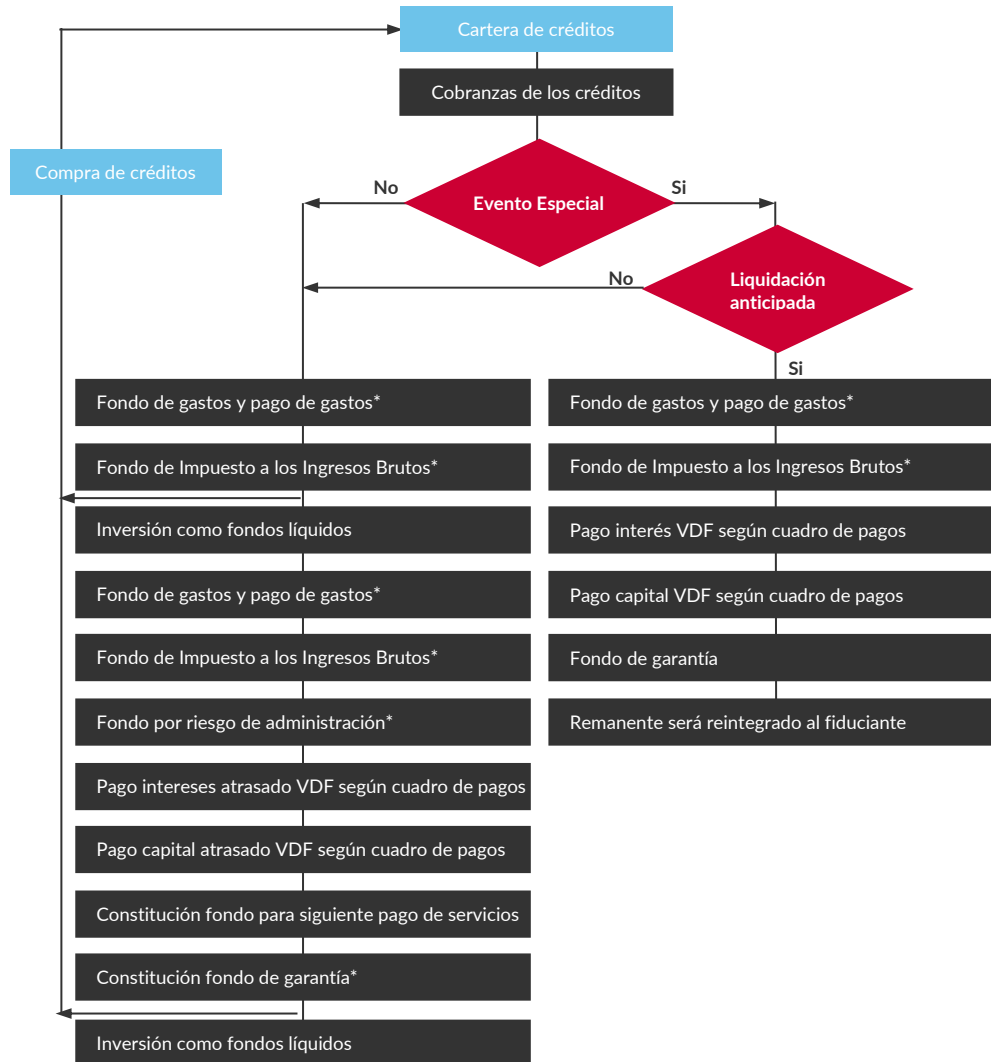 Cartera de créditos
Cobranzas de los créditos
Compra de créditos
No
Si
Evento Especial
No
Liquidación
anticipada
Si
Fondo de gastos y pago de gastos*
Fondo de Impuesto a los Ingresos Brutos*
Inversión como fondos líquidos
Fondo de gastos y pago de gastos*
Fondo de Impuesto a los Ingresos Brutos*
Fondo por riesgo de administración*
Pago intereses atrasado VDF según cuadro de pagos
Pago capital atrasado VDF según cuadro de pagos
Constitución fondo para siguiente pago de servicios
Constitución fondo de garantía*
Inversión como fondos líquidos
Fondo de gastos y pago de gastos*
Fondo de Impuesto a los Ingresos Brutos*
Pago interés VDF según cuadro de pagos
Pago capital VDF según cuadro de pagos
Fondo de garantía
Remanente será reintegrado al fiduciante